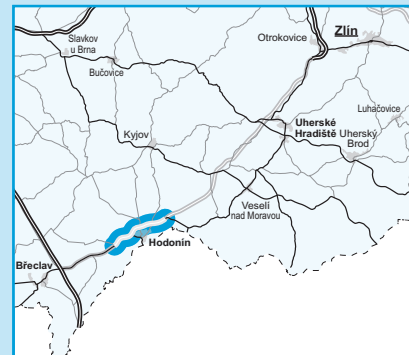 Zlín
Otrokovice
Slavkov
u Brna
Bučovice
Luhačovice
Uherské
Hradiště
Uherský
Brod
Kyjov
Veselí
nad Moravou
Hodonín
Břeclav